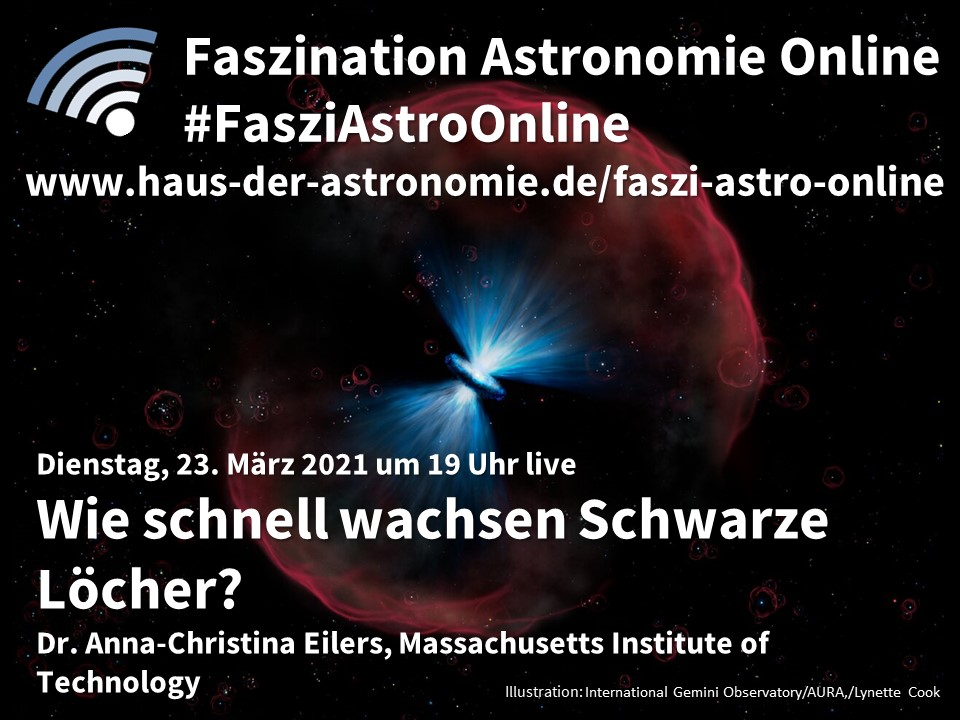 Faszination Astronomie Online
#FasziAstroOnline
www.haus-der-astronomie.de/faszi-astro-online
Dienstag, 23. März 2021 um 19 Uhr live
Wie schnell wachsen Schwarze
Löcher?
Dr. Anna-Christina Eilers, Massachusetts Institute of
Technology
Illustration: International Gemini Observatory/AURA,/Lynette Cook